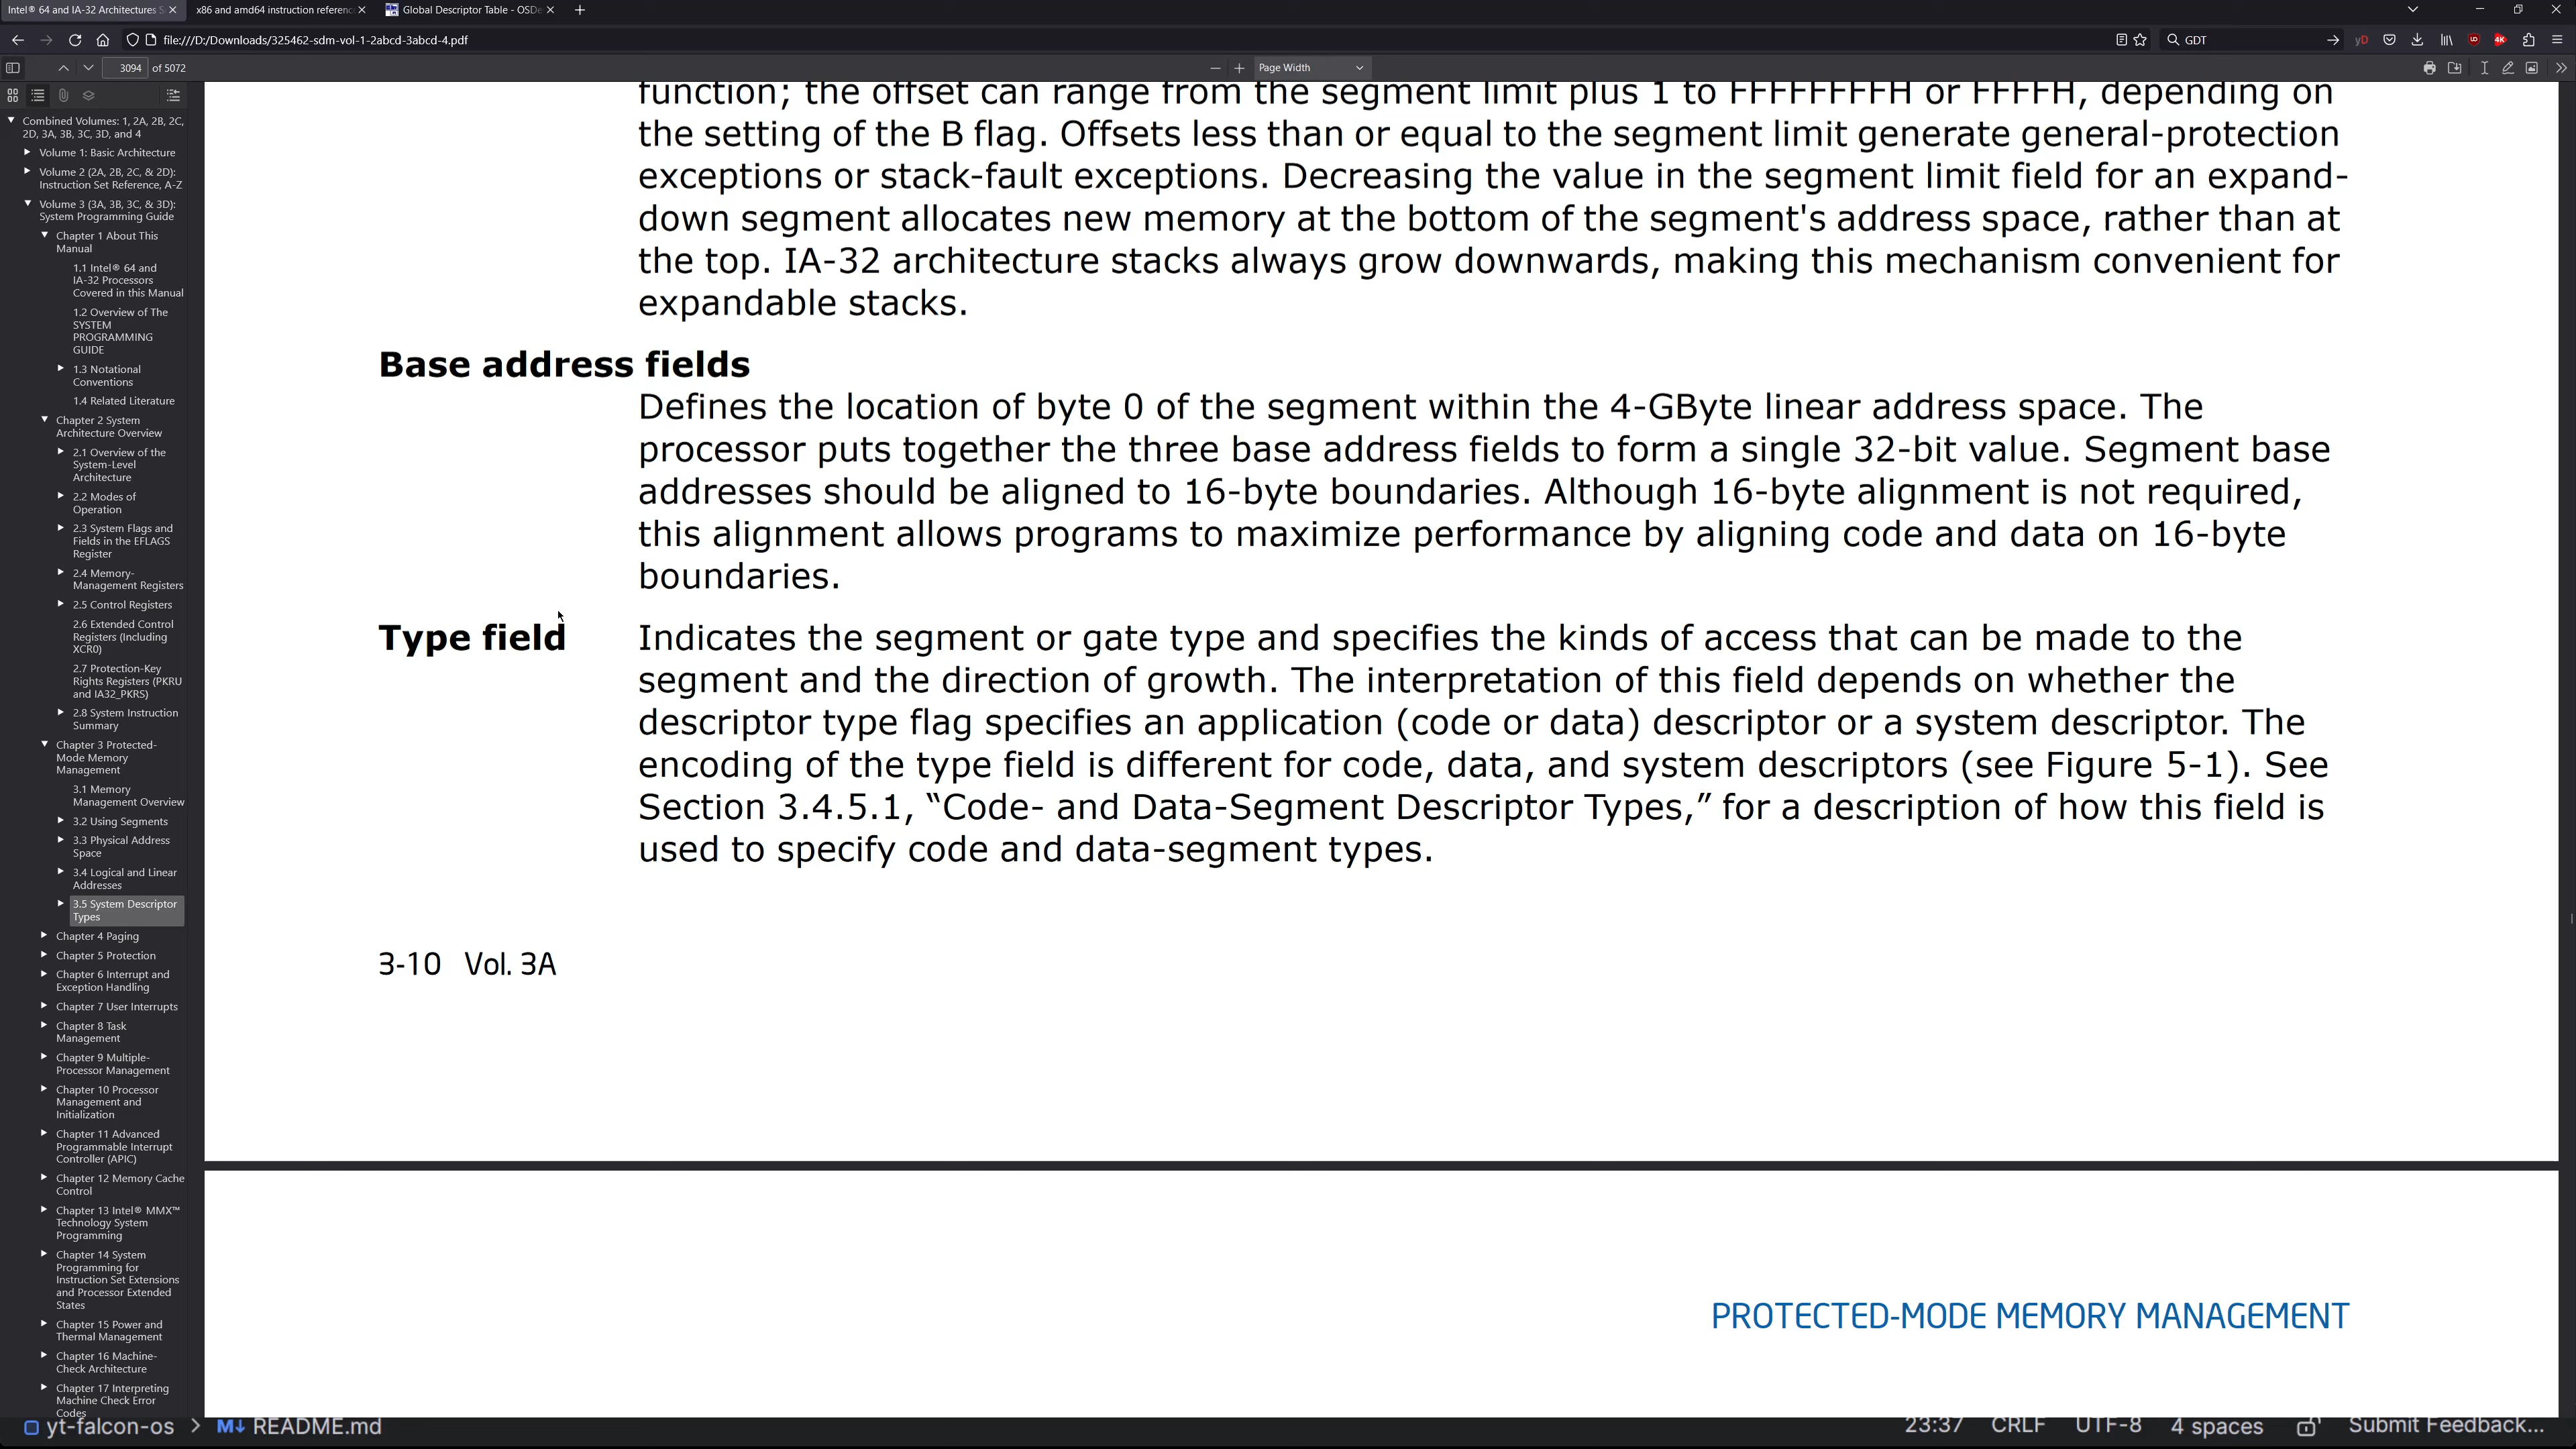 Intel® 64 and IA-32 Architectures S
x86 and amd64 instruction referenc
Global Descriptor Table - OSDe
file:///D:/Downloads/325462-sdm-vol-1-2abcd-3abcd-4.pdf
GDT
3094 of 5072
Page Width
Combined Volumes: 1, 2A, 2B, 2C,
2D, 3A, 3B, 3C, 3D, and 4
Volume 1: Basic Architecture
Volume 2 (2A, 2B, 2C, & 2D):
Instruction Set Reference, A-Z
Volume 3 (3A, 3B, 3C, & 3D):
System Programming Guide
Chapter 1 About This
Manual
1.1 Intel® 64 and
IA-32 Processors
Covered in this Manual
1.2 Overview of The
SYSTEM
PROGRAMMING
GUIDE
1.3 Notational
Conventions
1.4 Related Literature
Chapter 2 System
Architecture Overview
2.1 Overview of the
System-Level
Architecture
2.2 Modes of
Operation
2.3 System Flags and
Fields in the EFLAGS
Register
2.4 Memory-
Management Registers
2.5 Control Registers
2.6 Extended Control
Registers (Including
XCR0)
2.7 Protection-Key
Rights Registers (PKRU
and IA32_PKRS)
2.8 System Instruction
Summary
Chapter 3 Protected-
Mode Memory
Management
3.1 Memory
Management Overview
3.2 Using Segments
3.3 Physical Address
Space
3.4 Logical and Linear
Addresses
3.5 System Descriptor
Types
Chapter 4 Paging
Chapter 5 Protection
Chapter 6 Interrupt and
Exception Handling
Chapter 7 User Interrupts
Chapter 8 Task
Management
Chapter 9 Multiple-
Processor Management
Chapter 10 Processor
Management and
Initialization
Chapter 11 Advanced
Programmable Interrupt
Controller (APIC)
Chapter 12 Memory Cache
Control
Chapter 13 Intel® MMX™
Technology System
Programming
Chapter 14 System
Programming for
Instruction Set Extensions
and Processor Extended
States
Chapter 15 Power and
Thermal Management
Chapter 16 Machine-
Check Architecture
Chapter 17 Interpreting
Machine Check Error
Codes
function; the offset can range from the segment limit plus 1 to FFFFFFFFH or FFFFH, depending on
the setting of the B flag. Offsets less than or equal to the segment limit generate general-protection
exceptions or stack-fault exceptions. Decreasing the value in the segment limit field for an expand-
down segment allocates new memory at the bottom of the segment's address space, rather than at
the top. IA-32 architecture stacks always grow downwards, making this mechanism convenient for
expandable stacks.
Base address fields
Defines the location of byte 0 of the segment within the 4-GByte linear address space. The
processor puts together the three base address fields to form a single 32-bit value. Segment base
addresses should be aligned to 16-byte boundaries. Although 16-byte alignment is not required,
this alignment allows programs to maximize performance by aligning code and data on 16-byte
boundaries.
Type field Indicates the segment or gate type and specifies the kinds of access that can be made to the
segment and the direction of growth. The interpretation of this field depends on whether the
descriptor type flag specifies an application (code or data) descriptor or a system descriptor. The
encoding of the type field is different for code, data, and system descriptors (see Figure 5-1). See
Section 3.4.5.1, “Code- and Data-Segment Descriptor Types,” for a description of how this field is
used to specify code and data-segment types.
3-10 Vol. 3A
PROTECTED-MODE MEMORY MANAGEMENT
yt-falcon-os > M↓ README.md
23:37 CRLF UTF-8 4 spaces Submit Feedback...